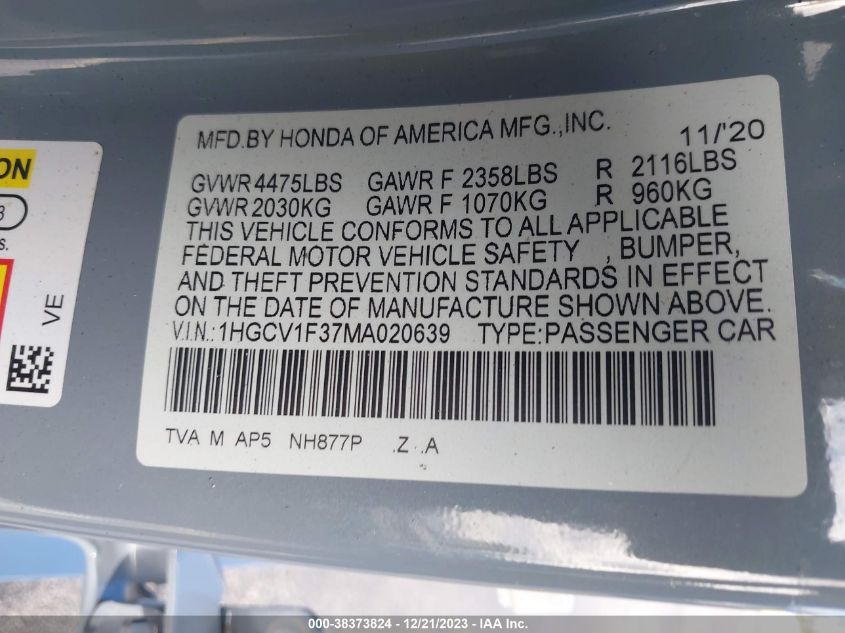 MFD.BY HONDA OF AMERICA MFG.,INC. 11/'20
GVWR 4475LBS GAWR F 2358LBS R 2116LBS
GVWR 2030KG GAWR F 1070KG R 960KG
THIS VEHICLE CONFORMS TO ALL APPLICABLE
FEDERAL MOTOR VEHICLE SAFETY , BUMPER,
AND THEFT PREVENTION STANDARDS IN EFFECT
ON THE DATE OF MANUFACTURE SHOWN ABOVE.
V.I.N.:1HGCV1F37MA020639 TYPE:PASSENGER CAR
TVA M AP5 NH877P .Z .A
ON
3
s.
VE
000-38373824 - 12/21/2023 - IAA Inc.